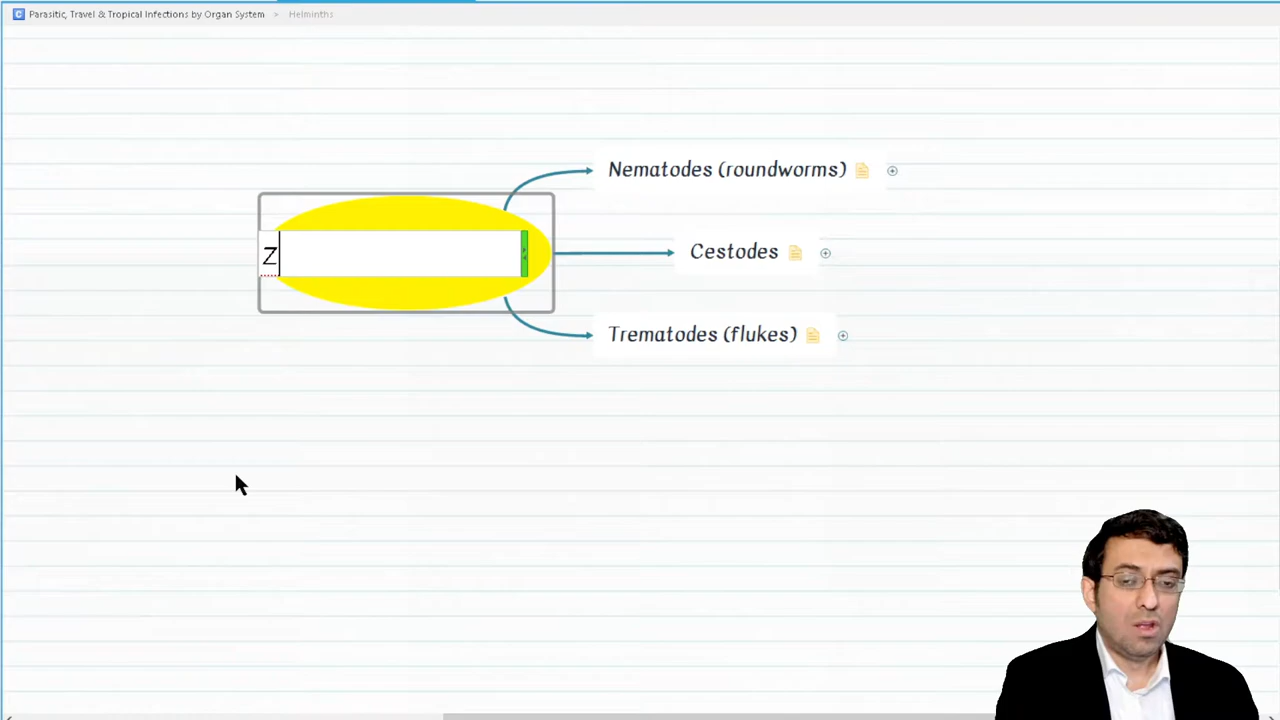 Parasitic, Travel & Tropical Infections by Organ System > Helminths
Nematodes (roundworms)
Z
Cestodes
Trematodes (flukes)